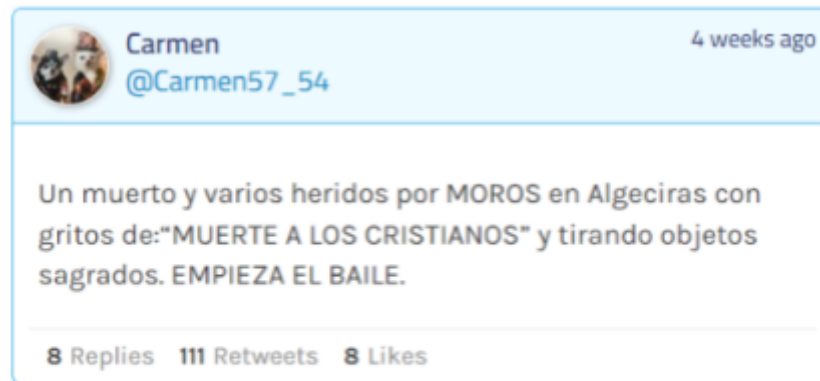 Carmen
4 weeks ago
@Carmen57_54
Un muerto y varios heridos por MOROS en Algeciras con
gritos de:“MUERTE A LOS CRISTIANOS” y tirando objetos
sagrados. EMPIEZA EL BAILE.
8 Replies 111 Retweets 8 Likes